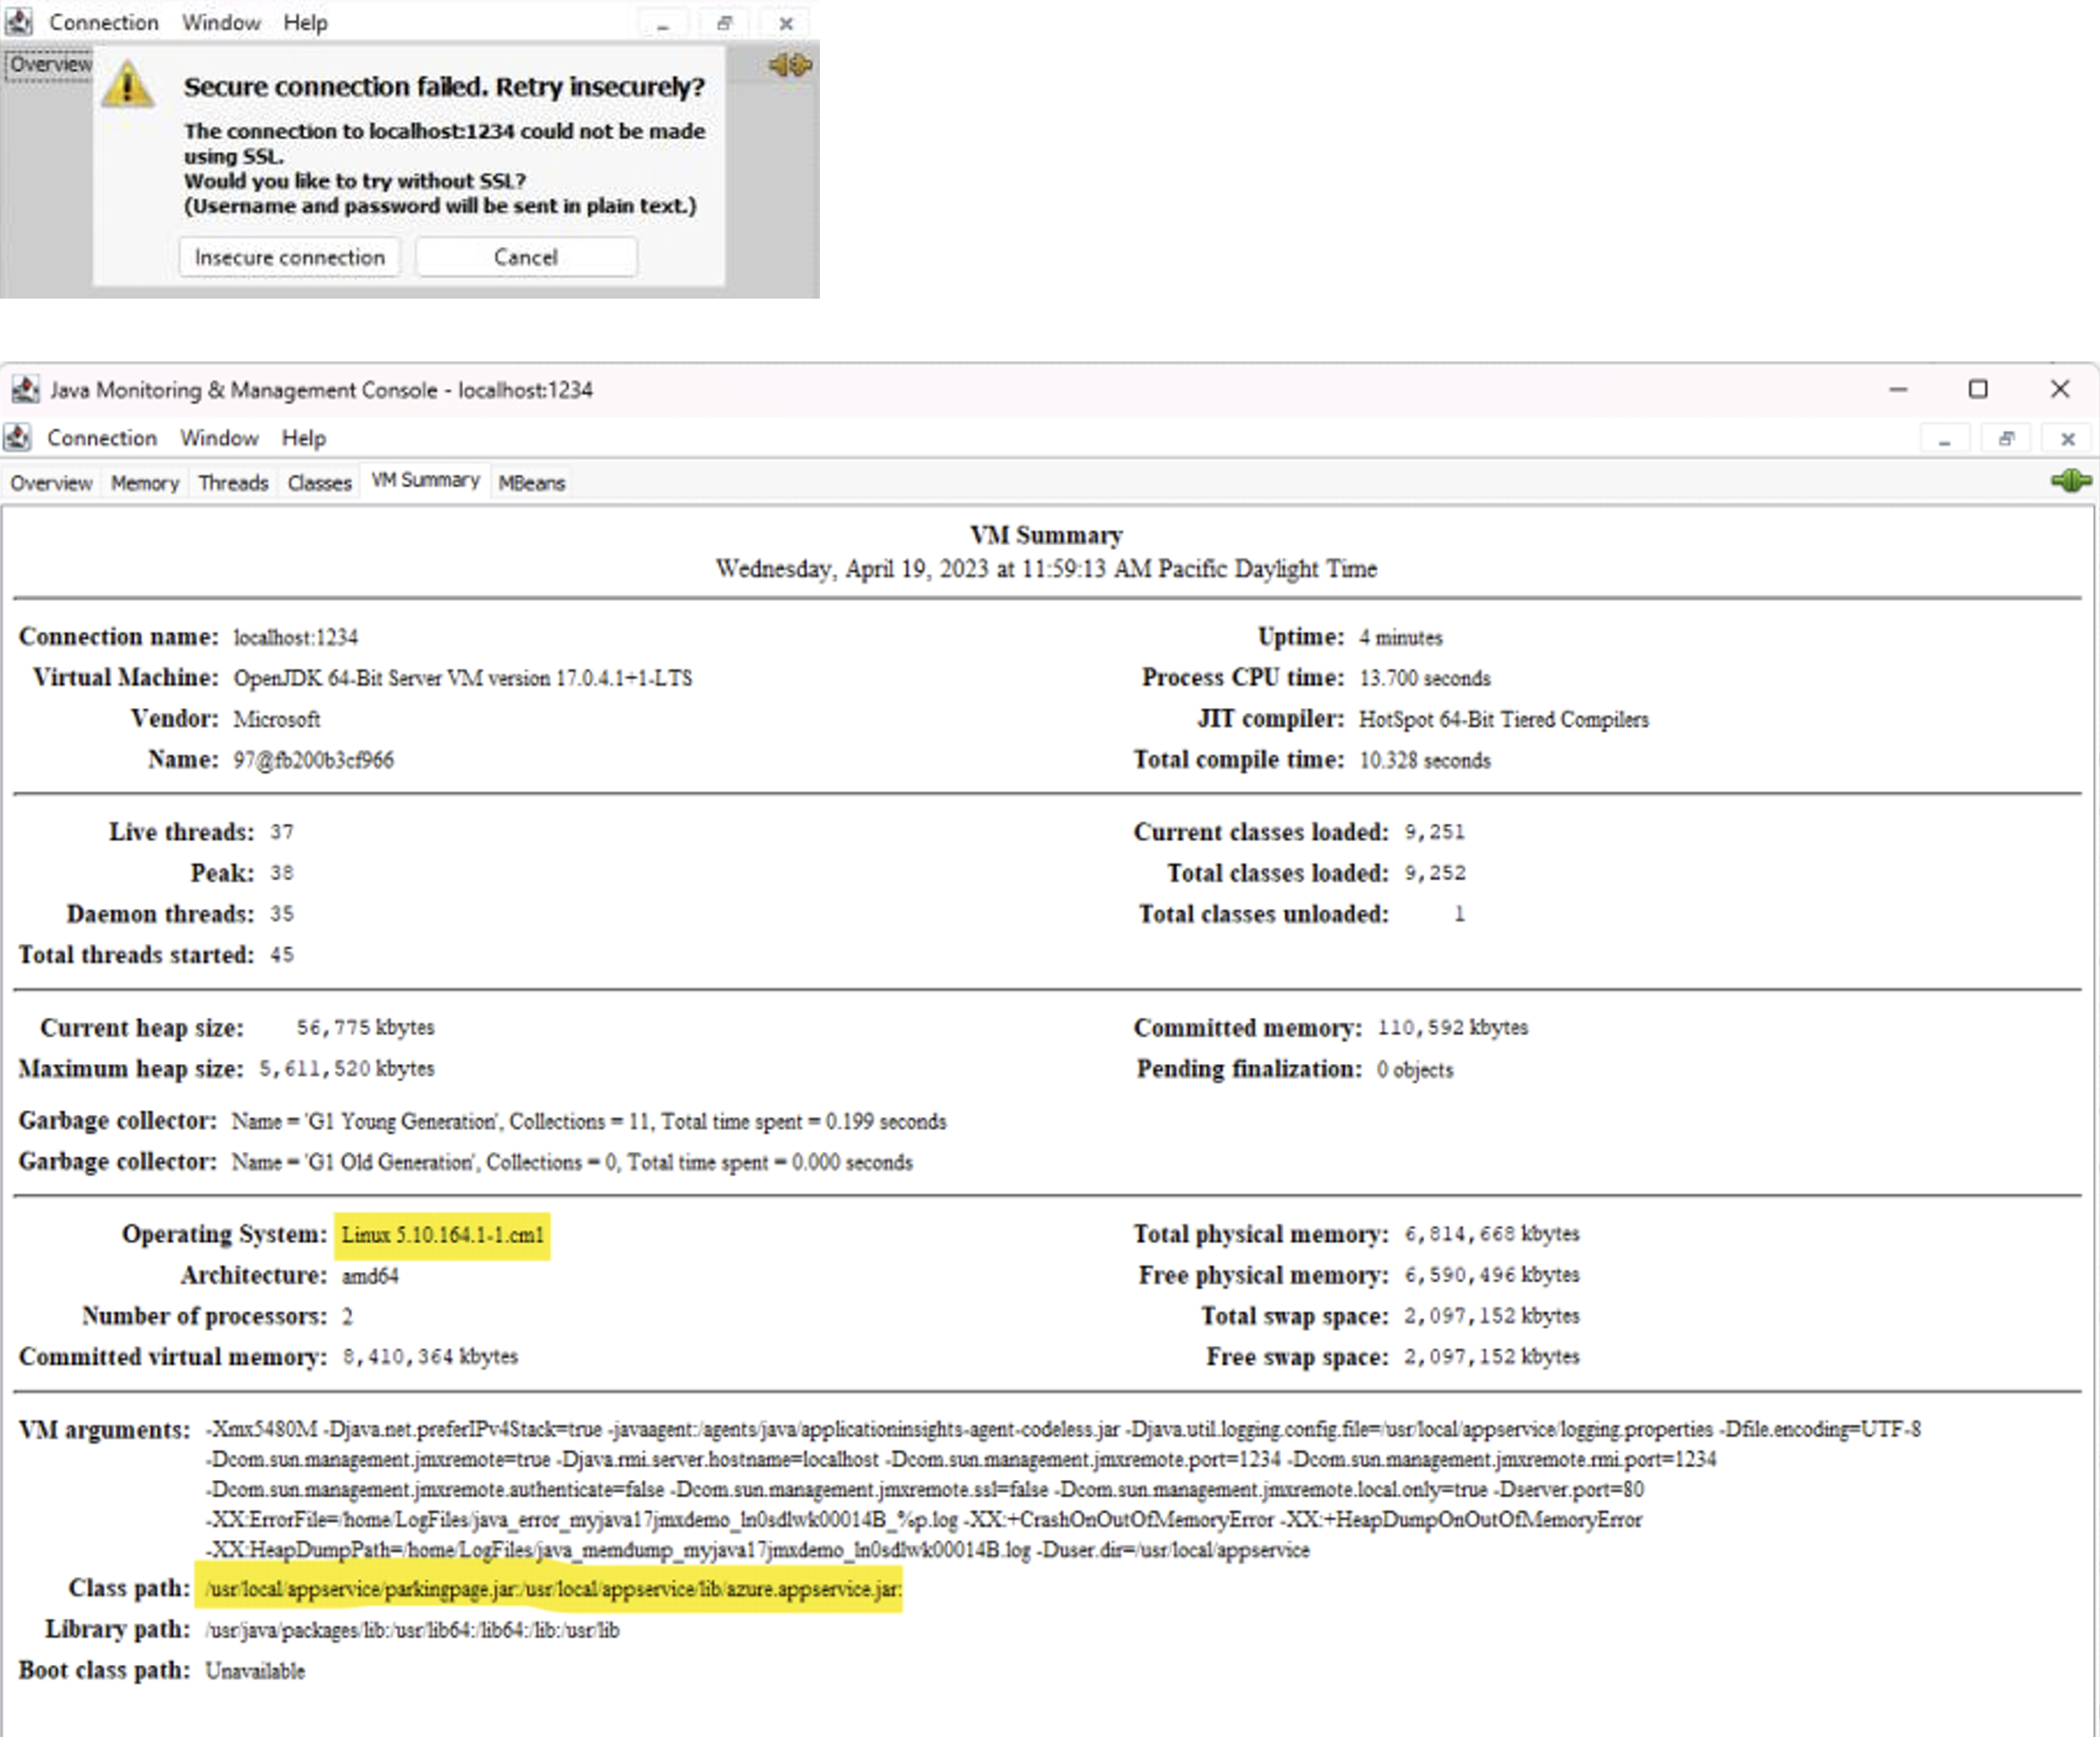 Connection Window Help
Overview
Secure connection failed. Retry insecurely?
The connection to localhost:1234 could not be made
using SSL.
Would you like to try without SSL?
(Username and password will be sent in plain text.)
Insecure connection Cancel
Java Monitoring & Management Console - localhost:1234
Connection Window Help
Overview Memory Threads Classes VM Summary MBeans
VM Summary
Wednesday, April 19, 2023 at 11:59:13 AM Pacific Daylight Time
Connection name: localhost:1234 Uptime: 4 minutes
Virtual Machine: OpenJDK 64-Bit Server VM version 17.0.4.1+1-LTS Process CPU time: 13.700 seconds
Vendor: Microsoft JIT compiler: HotSpot 64-Bit Tiered Compilers
Name: 97@fb200b3cf966 Total compile time: 10.328 seconds
Live threads: 37 Current classes loaded: 9,251
Peak: 38 Total classes loaded: 9,252
Daemon threads: 35 Total classes unloaded: 1
Total threads started: 45
Current heap size: 56,775 kbytes Committed memory: 110,592 kbytes
Maximum heap size: 5,611,520 kbytes Pending finalization: 0 objects
Garbage collector: Name = 'G1 Young Generation', Collections = 11, Total time spent = 0.199 seconds
Garbage collector: Name = 'G1 Old Generation', Collections = 0, Total time spent = 0.000 seconds
Operating System: Linux 5.10.164.1-1.cm1 Total physical memory: 6,814,668 kbytes
Architecture: amd64 Free physical memory: 6,590,496 kbytes
Number of processors: 2 Total swap space: 2,097,152 kbytes
Committed virtual memory: 8,410,364 kbytes Free swap space: 2,097,152 kbytes
VM arguments: -Xmx5480M -Djava.net.preferIPv4Stack=true -javaagent:/agents/java/applicationinsights-agent-codeless.jar -Djava.util.logging.config.file=/usr/local/appservice/logging.properties -Dfile.encoding=UTF-8
-Dcom.sun.management.jmxremote=true -Djava.rmi.server.hostname=localhost -Dcom.sun.management.jmxremote.port=1234 -Dcom.sun.management.jmxremote.rmi.port=1234
-Dcom.sun.management.jmxremote.authenticate=false -Dcom.sun.management.jmxremote.ssl=false -Dcom.sun.management.jmxremote.local.only=true -Dserver.port=80
-XX:ErrorFile=/home/LogFiles/java_error_myjava17jmxdemo_ln0sdlwk00014B_%p.log -XX:+CrashOnOutOfMemoryError -XX:+HeapDumpOnOutOfMemoryError
-XX:HeapDumpPath=/home/LogFiles/java_memdump_myjava17jmxdemo_ln0sdlwk00014B.log -Duser.dir=/usr/local/appservice
Class path: /usr/local/appservice/parkingpage.jar:/usr/local/appservice/lib/azure.appservice.jar:
Library path: /usr/java/packages/lib:/usr/lib64:/lib64:/lib:/usr/lib
Boot class path: Unavailable